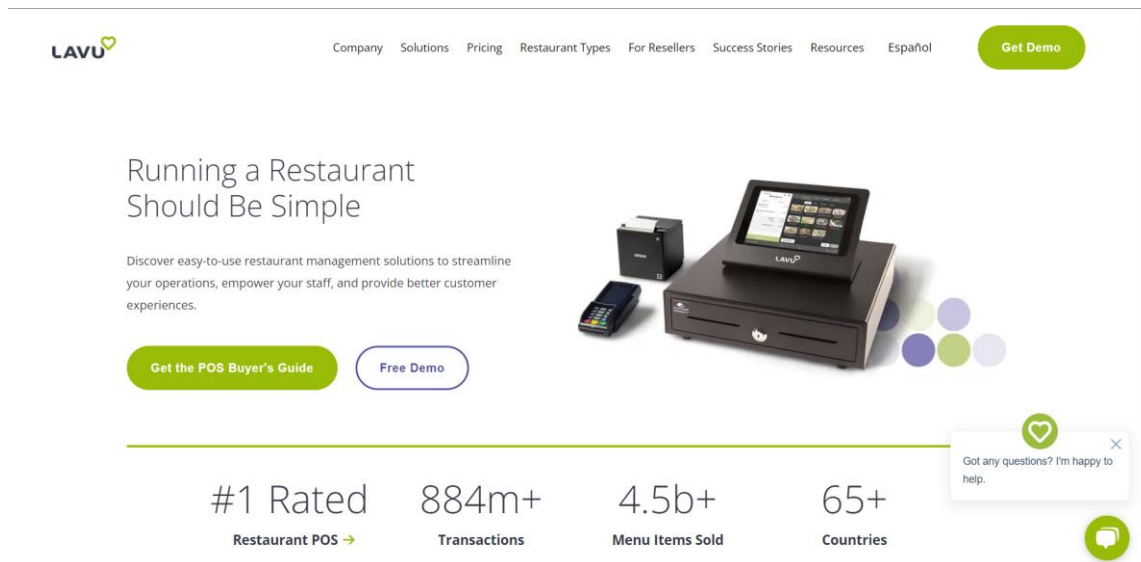 LAVU
Company Solutions Pricing Restaurant Types For Resellers Success Stories Resources Español Get Demo
Running a Restaurant
Should Be Simple
Discover easy-to-use restaurant management solutions to streamline
your operations, empower your staff, and provide better customer
experiences.
LAVU
Get the POS Buyer's Guide
Free Demo
Got any questions? I'm happy to
help.
#1 Rated
Restaurant POS →
884m+
Transactions
4.5b+
Menu Items Sold
65+
Countries